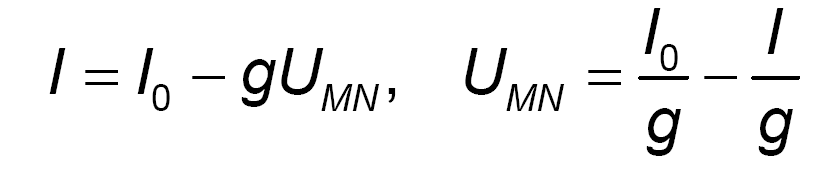 I = I₀ − gU_MN,   U_MN = I₀/g − I/g